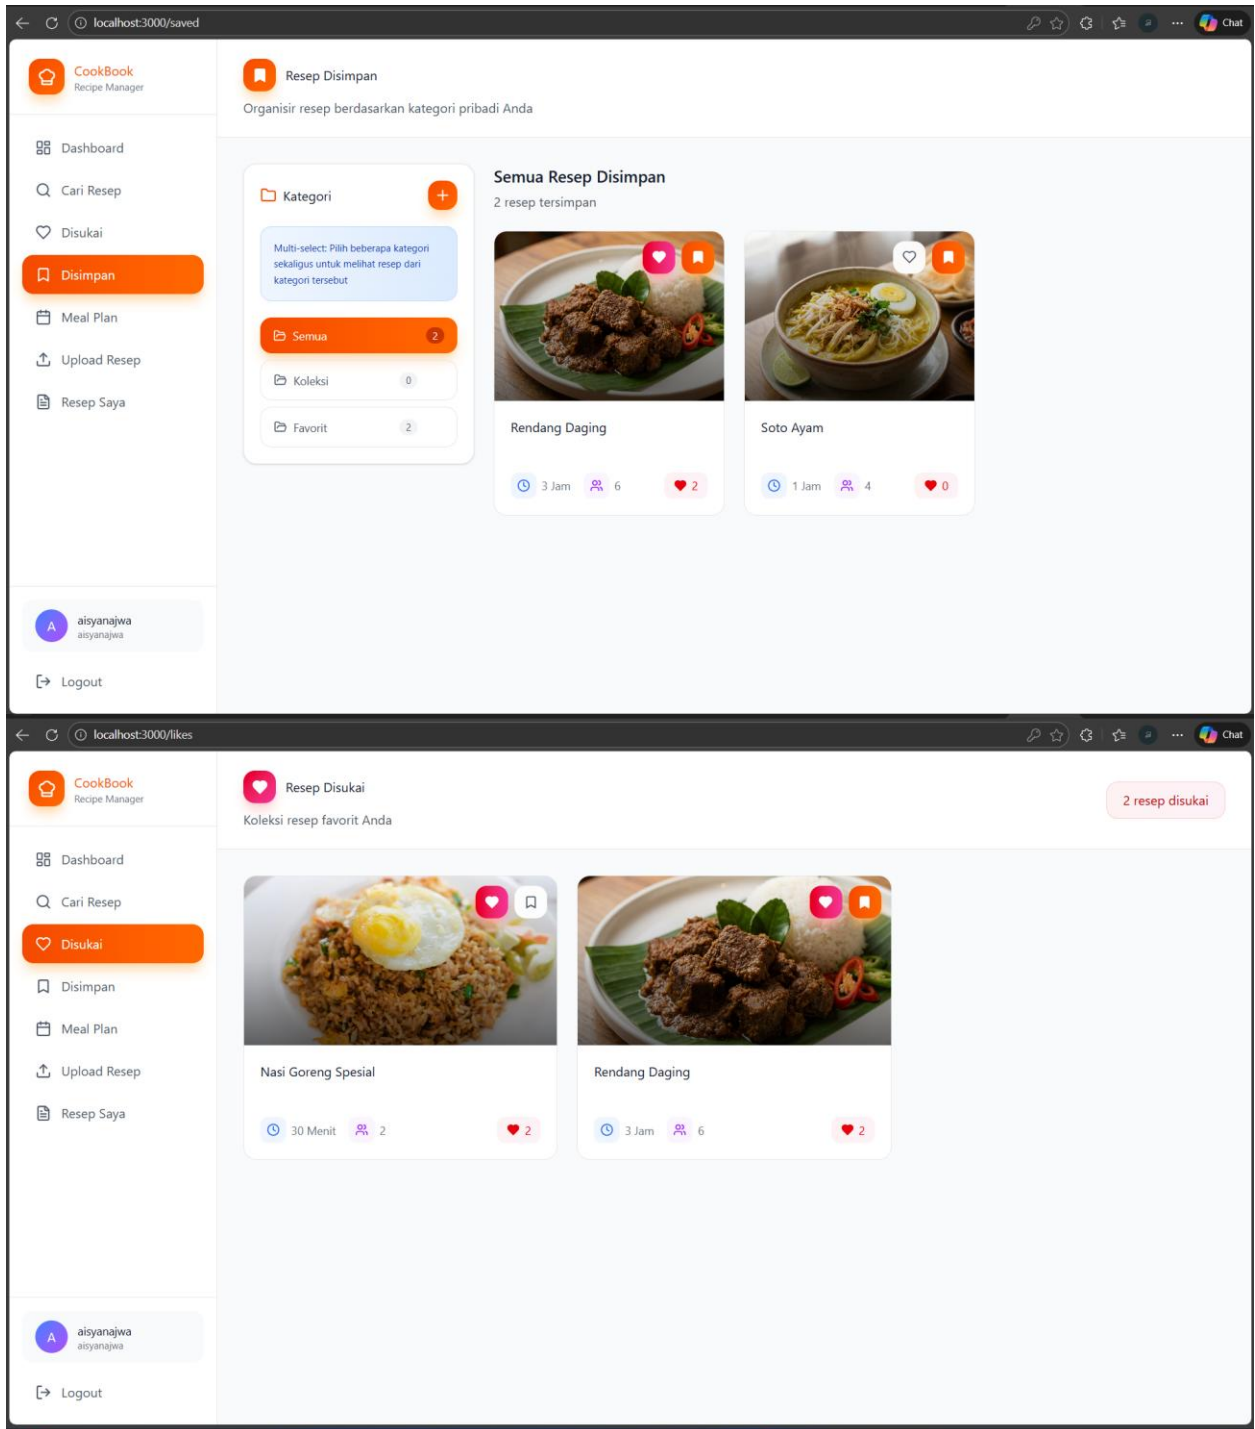 localhost:3000/saved
Chat
CookBook
Recipe Manager
Dashboard
Cari Resep
Disukai
Disimpan
Meal Plan
Upload Resep
Resep Saya
A
aisyanajwa
aisyanajwa
Logout
Resep Disimpan
Organisir resep berdasarkan kategori pribadi Anda
Kategori
Multi-select: Pilih beberapa kategori
sekaligus untuk melihat resep dari
kategori tersebut
Semua 2
Koleksi 0
Favorit 2
Semua Resep Disimpan
2 resep tersimpan
Rendang Daging
3 Jam 6 2
Soto Ayam
1 Jam 4 0
localhost:3000/likes
Chat
CookBook
Recipe Manager
Dashboard
Cari Resep
Disukai
Disimpan
Meal Plan
Upload Resep
Resep Saya
A
aisyanajwa
aisyanajwa
Logout
Resep Disukai
Koleksi resep favorit Anda
2 resep disukai
Nasi Goreng Spesial
30 Menit 2 2
Rendang Daging
3 Jam 6 2